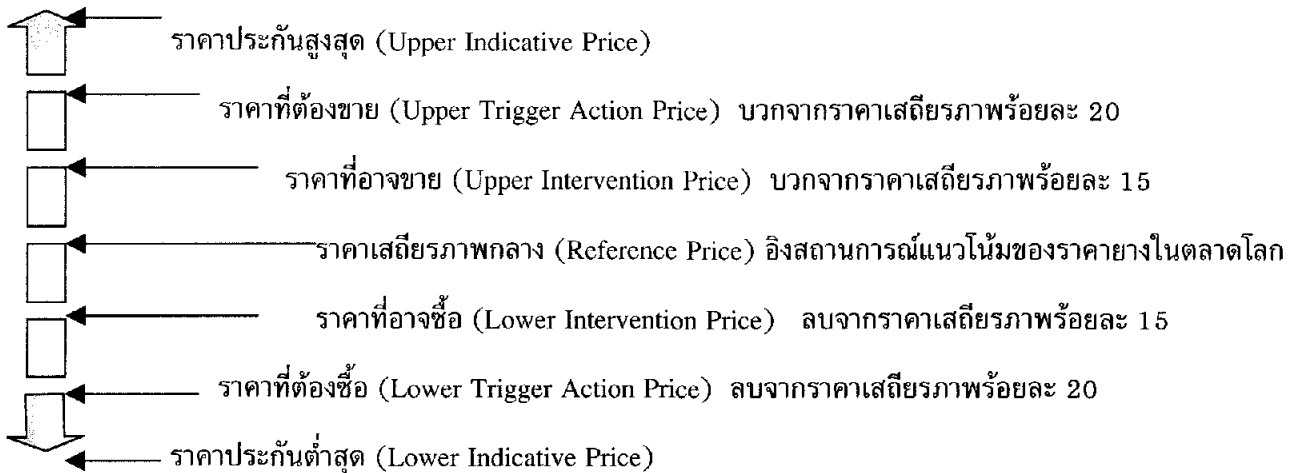 ราคาประกันสูงสุด (Upper Indicative Price)
ราคาที่ต้องขาย (Upper Trigger Action Price) บวกจากราคาเสถียรภาพร้อยละ 20
ราคาที่อาจขาย (Upper Intervention Price) บวกจากราคาเสถียรภาพร้อยละ 15
ราคาเสถียรภาพกลาง (Reference Price) อิงสถานการณ์แนวโน้มของราคายางในตลาดโลก
ราคาที่อาจซื้อ (Lower Intervention Price) ลบจากราคาเสถียรภาพร้อยละ 15
ราคาที่ต้องซื้อ (Lower Trigger Action Price) ลบจากราคาเสถียรภาพร้อยละ 20
ราคาประกันต่ำสุด (Lower Indicative Price)